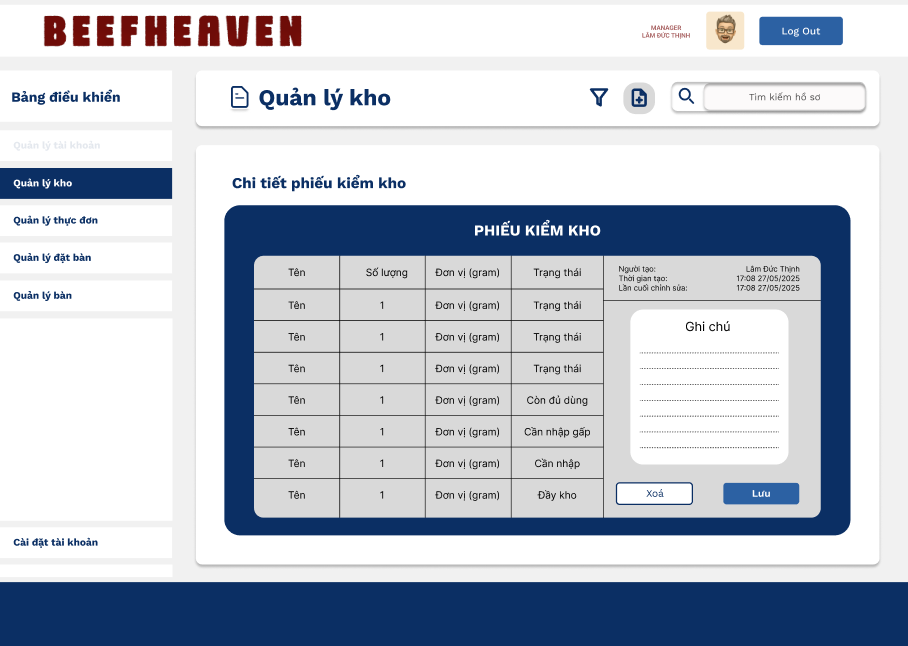 BEEFHEAVEN
MANAGER
LÂM ĐỨC THỊNH
Log Out
Bảng điều khiển
Quản lý tài khoản
Quản lý kho
Quản lý thực đơn
Quản lý đặt bàn
Quản lý bàn
Cài đặt tài khoản
Quản lý kho
Tìm kiếm hồ sơ
Chi tiết phiếu kiểm kho
PHIẾU KIỂM KHO
Tên Số lượng Đơn vị (gram) Trạng thái
Tên 1 Đơn vị (gram) Trạng thái
Tên 1 Đơn vị (gram) Trạng thái
Tên 1 Đơn vị (gram) Trạng thái
Tên 1 Đơn vị (gram) Còn đủ dùng
Tên 1 Đơn vị (gram) Cần nhập gấp
Tên 1 Đơn vị (gram) Cần nhập
Tên 1 Đơn vị (gram) Đầy kho
Người tạo: Lâm Đức Thịnh
Thời gian tạo: 17:08 27/05/2025
Lần cuối chỉnh sửa: 17:08 27/05/2025
Ghi chú
Xoá Lưu